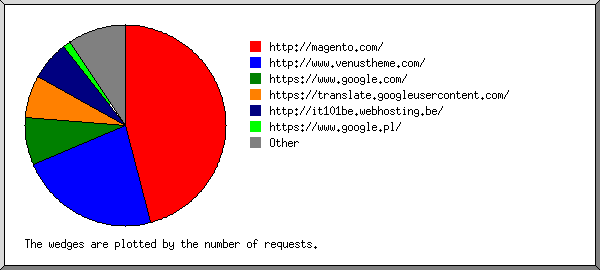 http://magento.com/
http://www.venustheme.com/
https://www.google.com/
https://translate.googleusercontent.com/
http://it101be.webhosting.be/
https://www.google.pl/
Other
The wedges are plotted by the number of requests.